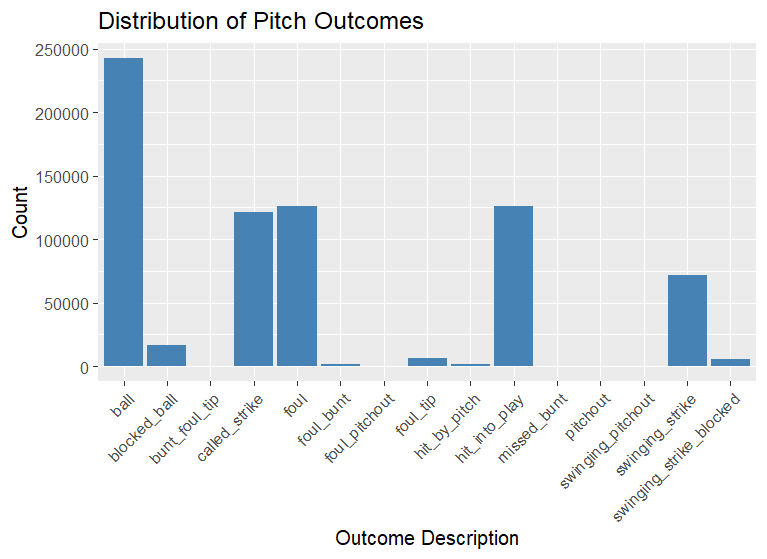 Distribution of Pitch Outcomes
250000
200000
150000
100000
50000
0
Count
ball
blocked_ball
bunt_foul_tip
called_strike
foul
foul_bunt
foul_pitchout
foul_tip
hit_by_pitch
hit_into_play
missed_bunt
pitchout
swinging_pitchout
swinging_strike
swinging_strike_blocked
Outcome Description